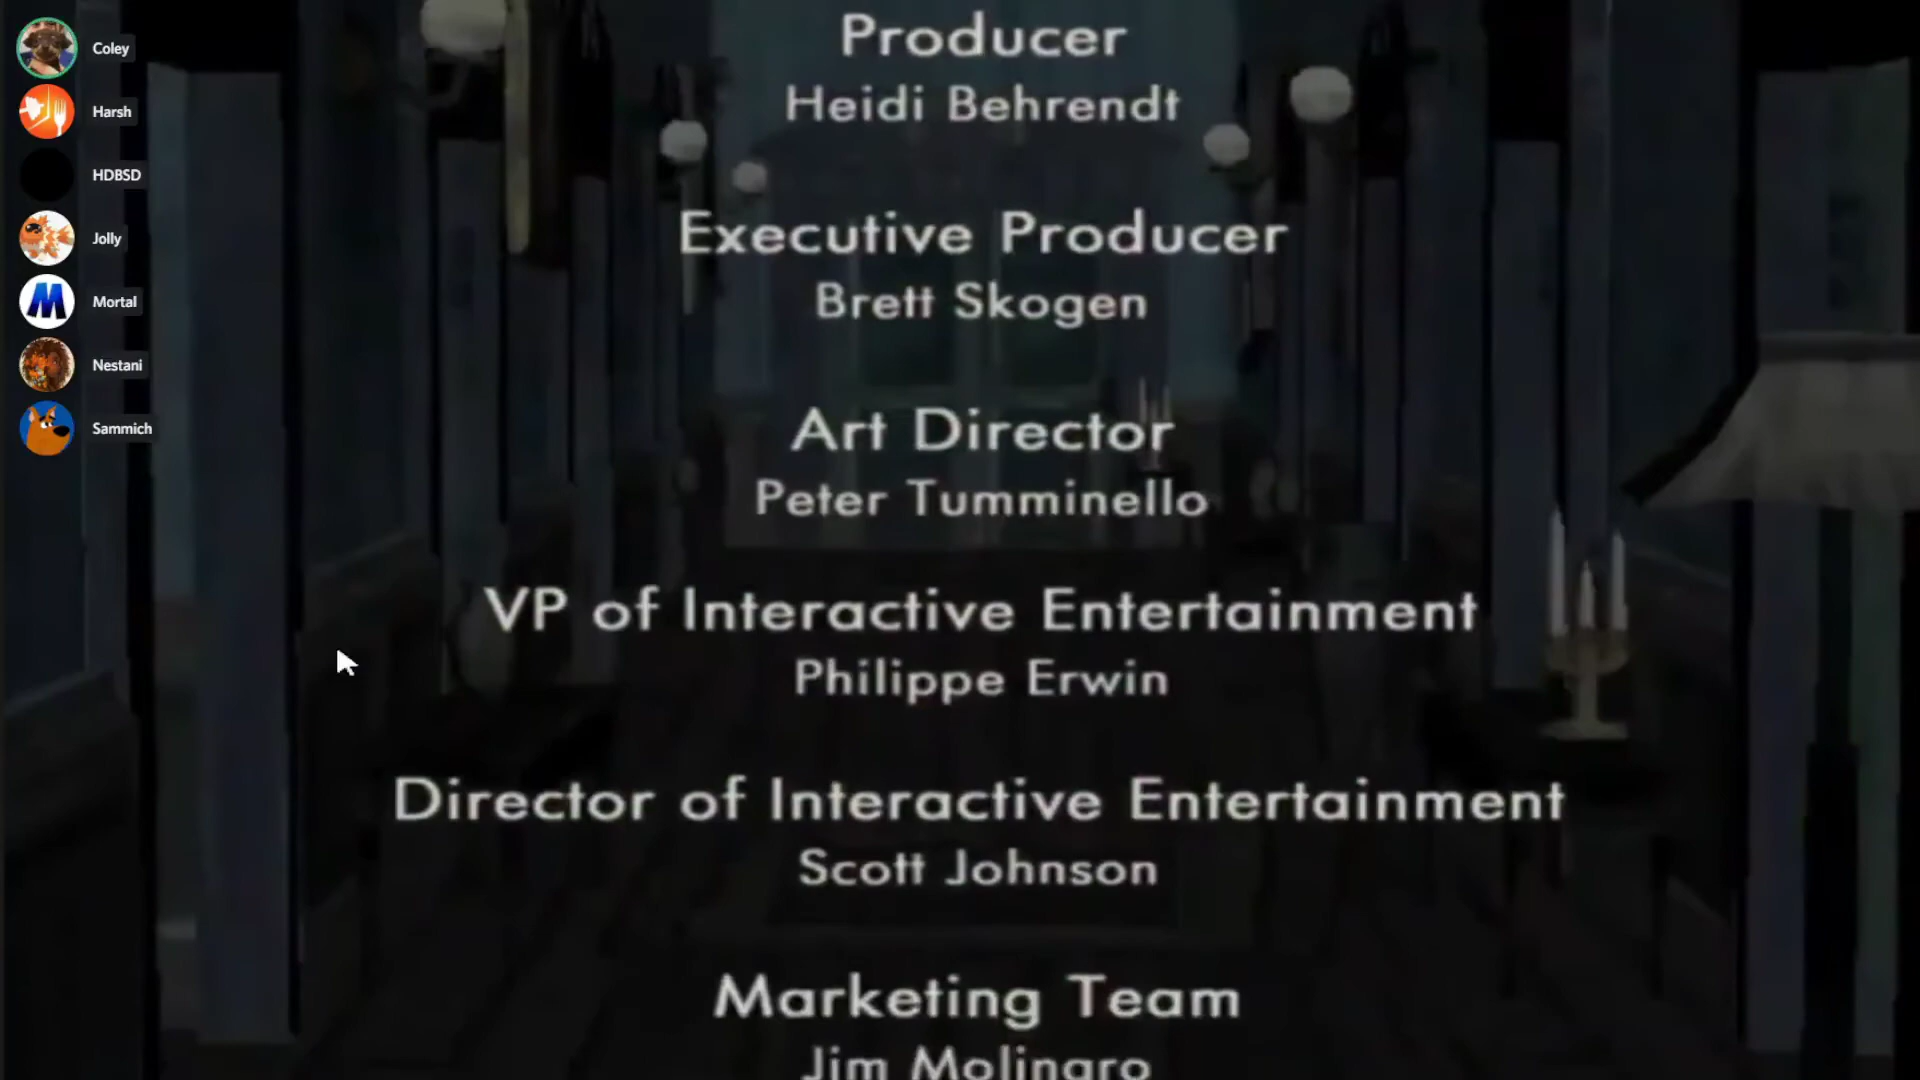 Coley
Harsh
HDBSD
Jolly
Mortal
Nestani
Sammich
Producer
Heidi Behrendt
Executive Producer
Brett Skogen
Art Director
Peter Tumminello
VP of Interactive Entertainment
Philippe Erwin
Director of Interactive Entertainment
Scott Johnson
Marketing Team
Jim Molinaro